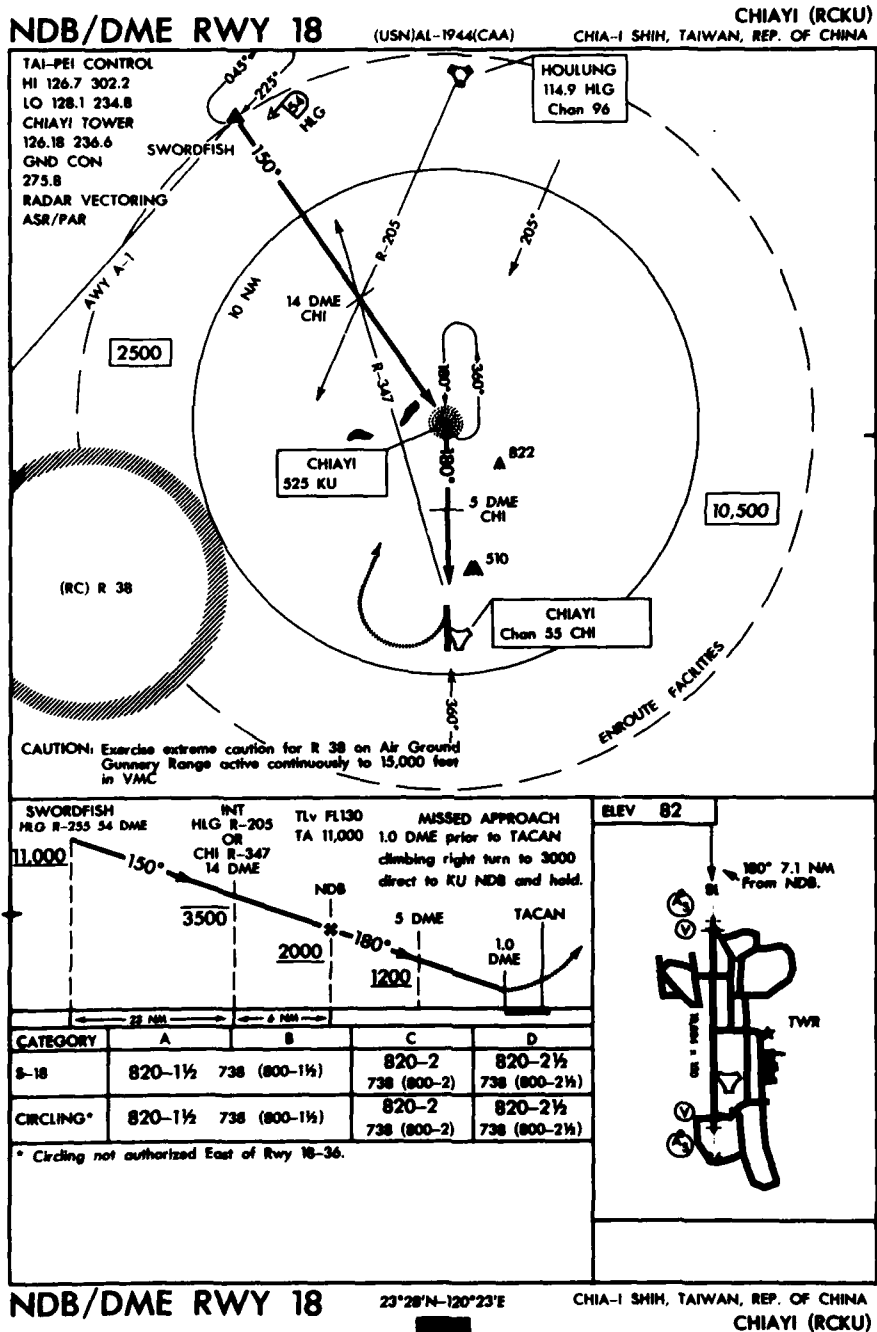 NDB/DME RWY 18
(USN)AL-1944(CAA)
CHIAYI (RCKU)
CHIA-I SHIH, TAIWAN, REP. OF CHINA
TAI-PEI CONTROL
HI 126.7 302.2
LO 128.1 234.8
CHIAYI TOWER
126.18 236.6
GND CON
275.8
RADAR VECTORING
ASR/PAR
045°
225°
54
HLG
SWORDFISH
150°
HOULUNG
114.9 HLG
Chan 96
R-205
205°
AWY A-1
10 NM
14 DME
CHI
2500
R-347
180°
360°
CHIAYI
525 KU
822
180°
5 DME
CHI
10,500
510
(RC) R 38
CHIAYI
Chan 55 CHI
360°
ENROUTE FACILITIES
CAUTION: Exercise extreme caution for R 38 on Air Ground
Gunnery Range active continuously to 15,000 feet
in VMC
SWORDFISH
HLG R-255 54 DME
INT
HLG R-205
OR
CHI R-347
14 DME
TLv FL130
TA 11,000
MISSED APPROACH
1.0 DME prior to TACAN
climbing right turn to 3000
direct to KU NDB and hold.
11,000
150°
3500
NDB
2000
180°
5 DME
1200
1.0
DME
TACAN
23 NM
6 NM
ELEV 82
180° 7.1 NM
From NDB.
18
TWR
CATEGORY A B C D
S-18 820-1½ 738 (800-1½) 820-2 738 (800-2) 820-2½ 738 (800-2½)
CIRCLING* 820-1½ 738 (800-1½) 820-2 738 (800-2) 820-2½ 738 (800-2½)
* Circling not authorized East of Rwy 18-36.
NDB/DME RWY 18
23°28'N-120°23'E
CHIA-I SHIH, TAIWAN, REP. OF CHINA
CHIAYI (RCKU)